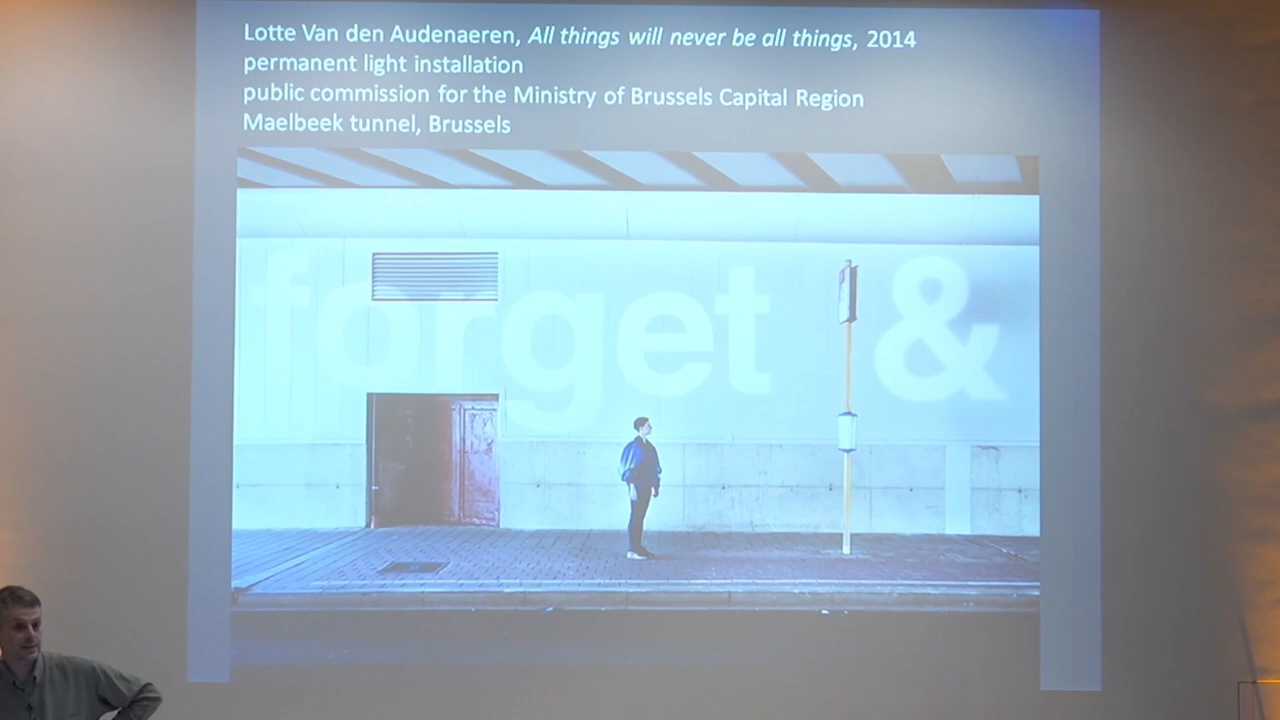 Lotte Van den Audenaeren, All things will never be all things, 2014
permanent light installation
public commission for the Ministry of Brussels Capital Region
Maelbeek tunnel, Brussels
forget &